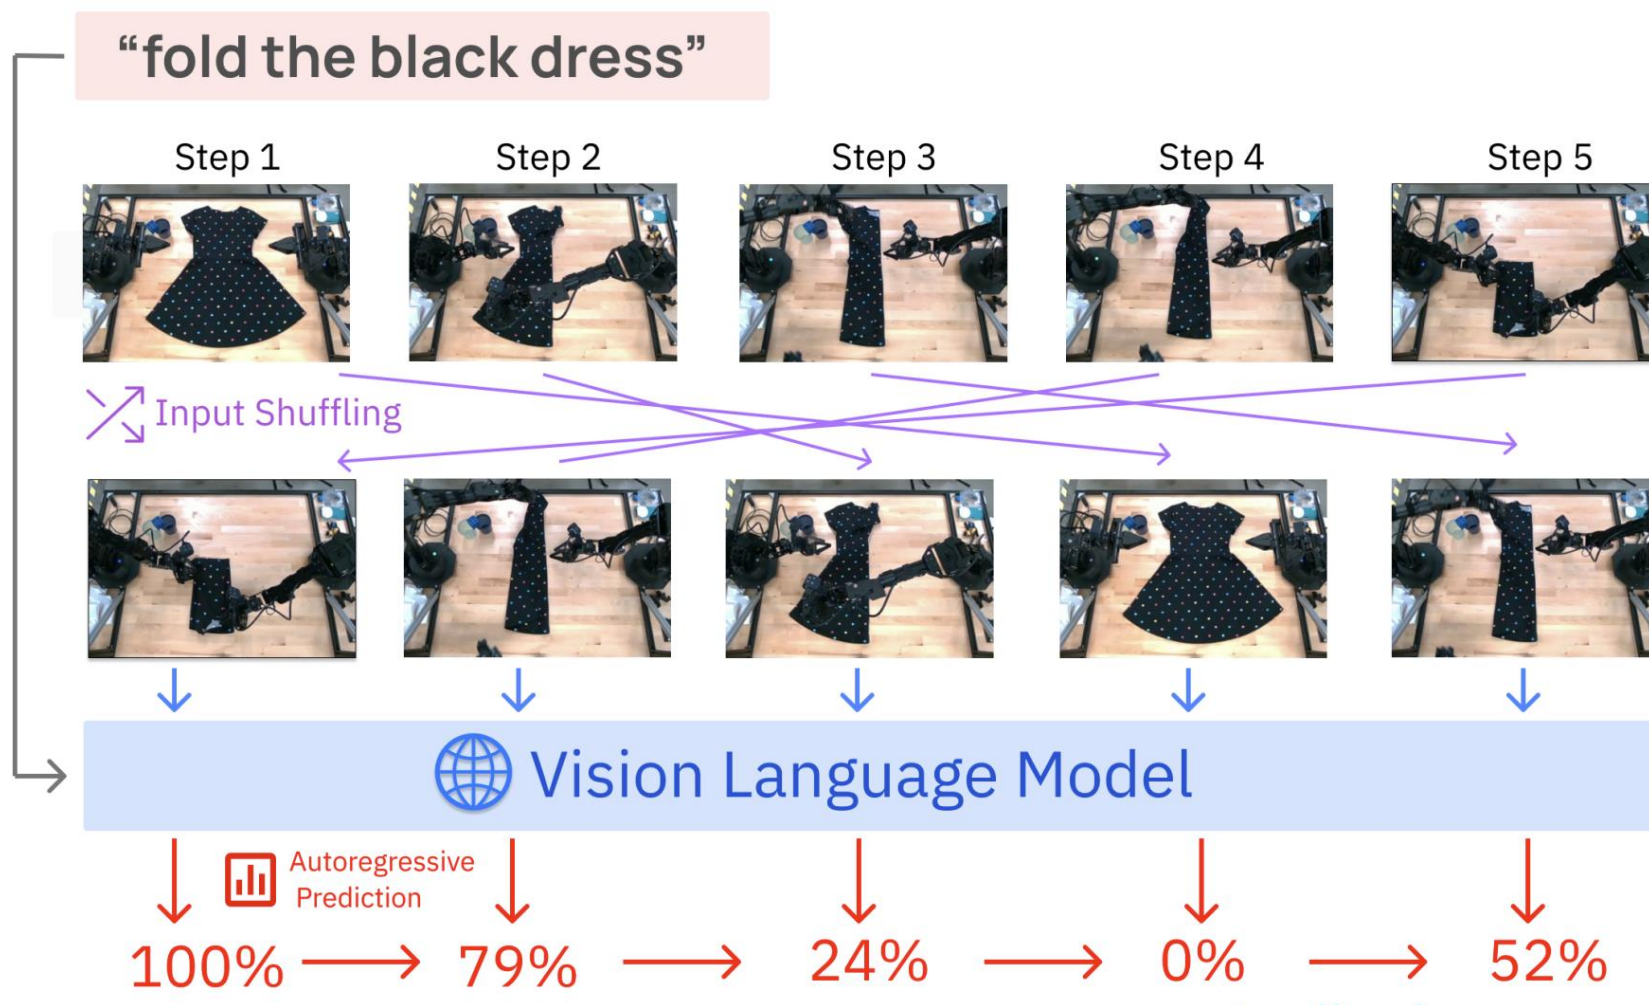 “fold the black dress”
Step 1
Step 2
Step 3
Step 4
Step 5
Input Shuffling
Vision Language Model
Autoregressive
Prediction
100%
79%
24%
0%
52%